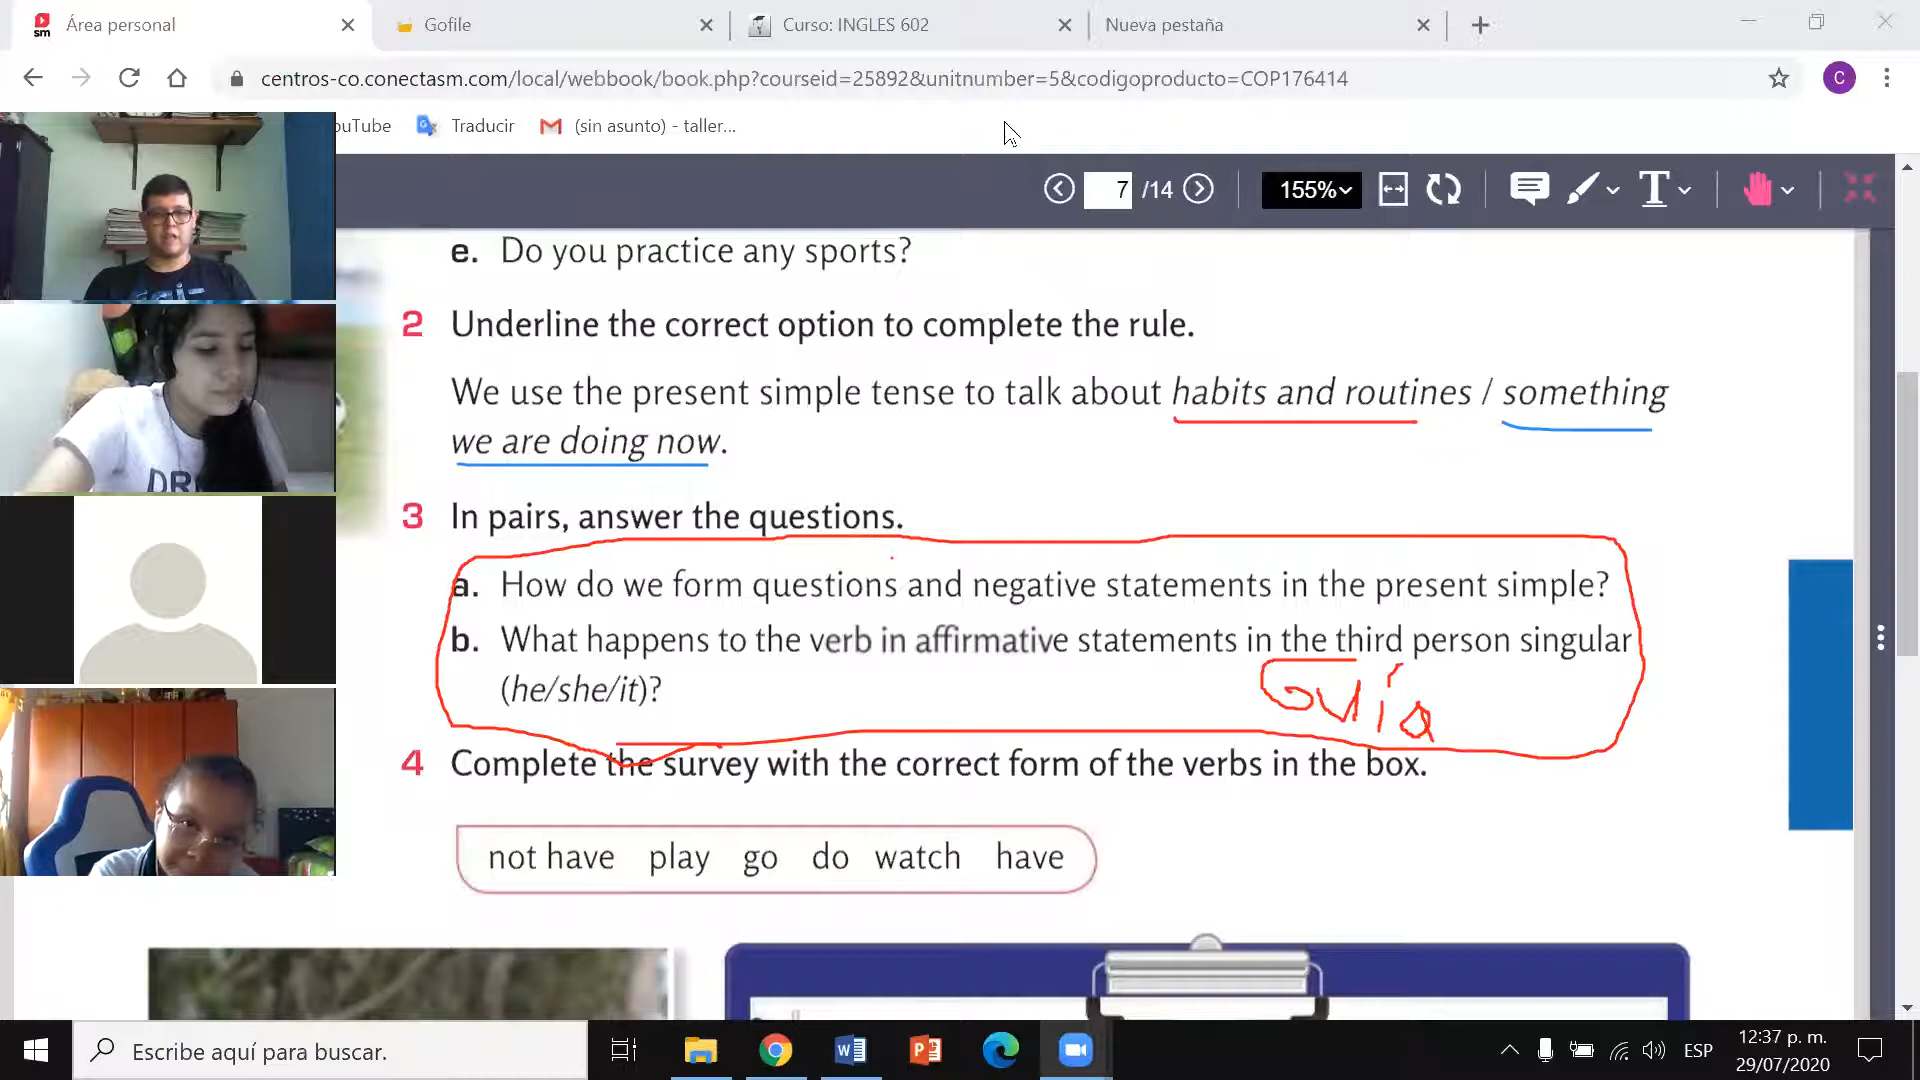 sm Área personal
Gofile
Curso: INGLES 602
Nueva pestaña
centros-co.conectasm.com/local/webbook/book.php?courseid=25892&unitnumber=5&codigoproducto=COP176414
C
ouTube
Traducir
(sin asunto) - taller...
7 /14
155%
T
e. Do you practice any sports?
2 Underline the correct option to complete the rule.
We use the present simple tense to talk about habits and routines / something
we are doing now.
3 In pairs, answer the questions.
a. How do we form questions and negative statements in the present simple?
b. What happens to the verb in affirmative statements in the third person singular
(he/she/it)?
Guía
4 Complete the survey with the correct form of the verbs in the box.
not have play go do watch have
Escribe aquí para buscar.
ESP
12:37 p. m.
29/07/2020